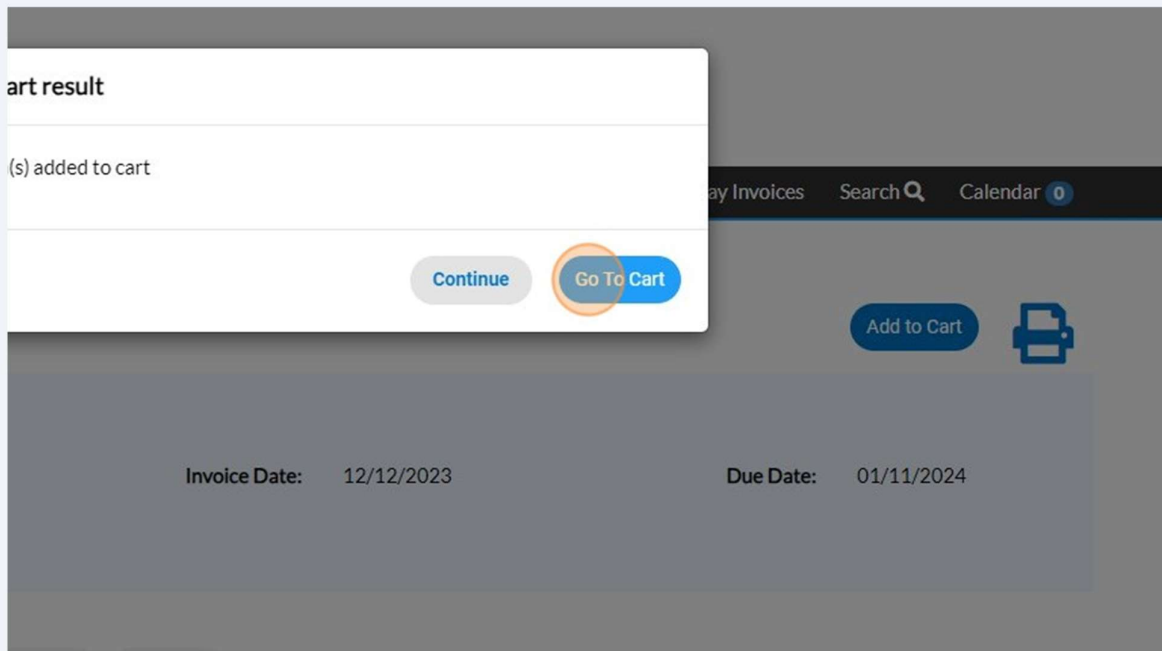 art result
(s) added to cart
ay Invoices Search Calendar 0
Continue Go To Cart
Add to Cart
Invoice Date: 12/12/2023 Due Date: 01/11/2024